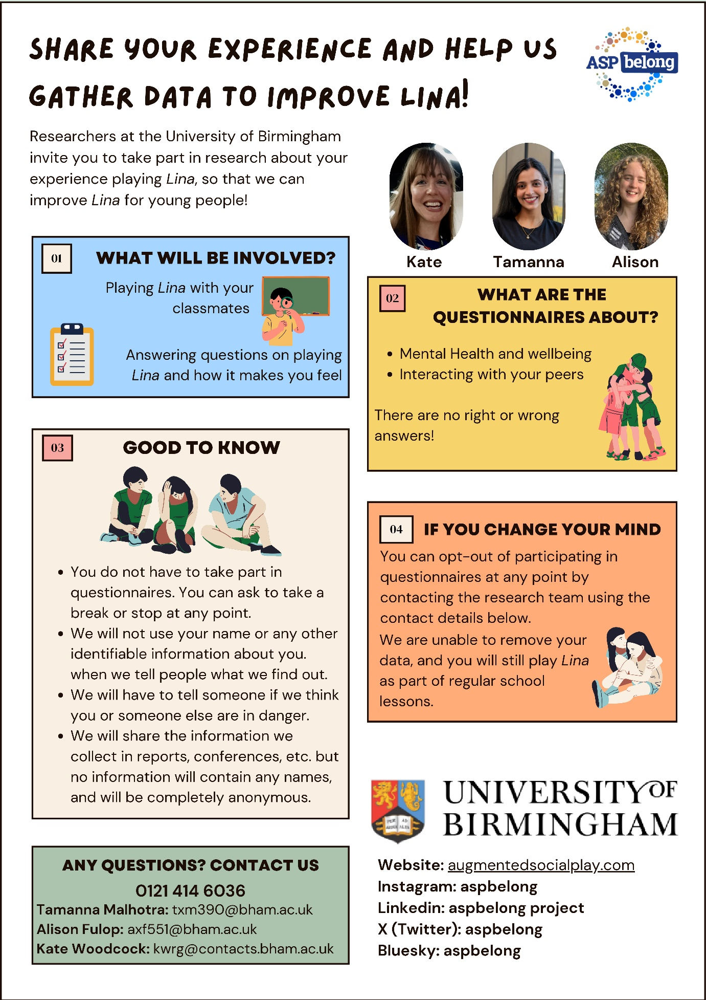 SHARE YOUR EXPERIENCE AND HELP US
GATHER DATA TO IMPROVE LINA!
ASP belong
Researchers at the University of Birmingham
invite you to take part in research about your
experience playing Lina, so that we can
improve Lina for young people!
Kate
Tamanna
Alison
01
WHAT WILL BE INVOLVED?
Playing Lina with your
classmates
Answering questions on playing
Lina and how it makes you feel
02
WHAT ARE THE
QUESTIONNAIRES ABOUT?
• Mental Health and wellbeing
• Interacting with your peers
There are no right or wrong
answers!
03
GOOD TO KNOW
• You do not have to take part in
questionnaires. You can ask to take a
break or stop at any point.
• We will not use your name or any other
identifiable information about you.
when we tell people what we find out.
• We will have to tell someone if we think
you or someone else are in danger.
• We will share the information we
collect in reports, conferences, etc. but
no information will contain any names,
and will be completely anonymous.
04
IF YOU CHANGE YOUR MIND
You can opt-out of participating in
questionnaires at any point by
contacting the research team using the
contact details below.
We are unable to remove your
data, and you will still play Lina
as part of regular school
lessons.
ANY QUESTIONS? CONTACT US
0121 414 6036
Tamanna Malhotra: txm390@bham.ac.uk
Alison Fulop: axf551@bham.ac.uk
Kate Woodcock: kwrg@contacts.bham.ac.uk
PER AD
ARDUA ALTA
UNIVERSITY OF
BIRMINGHAM
Website: augmentedsocialplay.com
Instagram: aspbelong
Linkedin: aspbelong project
X (Twitter): aspbelong
Bluesky: aspbelong